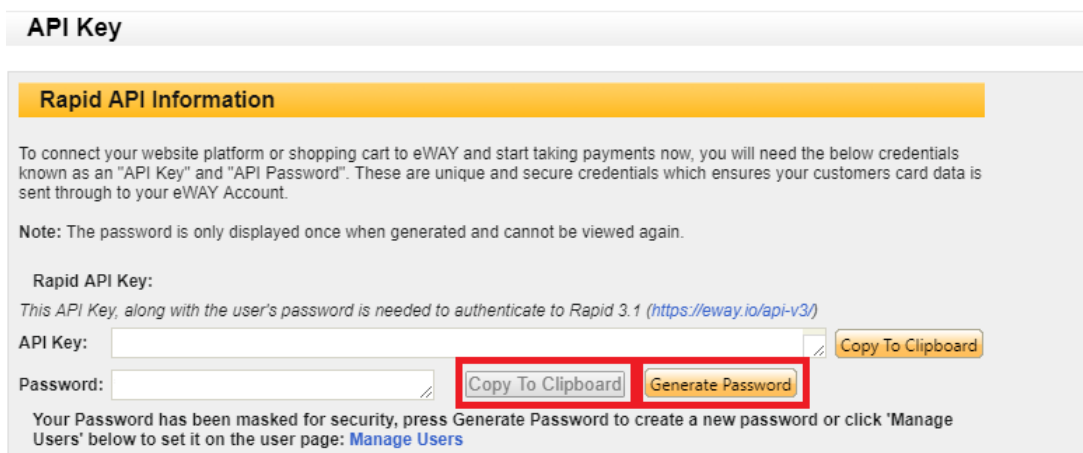 API Key
Rapid API Information
To connect your website platform or shopping cart to eWAY and start taking payments now, you will need the below credentials
known as an "API Key" and "API Password". These are unique and secure credentials which ensures your customers card data is
sent through to your eWAY Account.
Note: The password is only displayed once when generated and cannot be viewed again.
Rapid API Key:
This API Key, along with the user's password is needed to authenticate to Rapid 3.1 (https://eway.io/api-v3/)
API Key: Copy To Clipboard
Password: Copy To Clipboard Generate Password
Your Password has been masked for security, press Generate Password to create a new password or click 'Manage
Users' below to set it on the user page: Manage Users